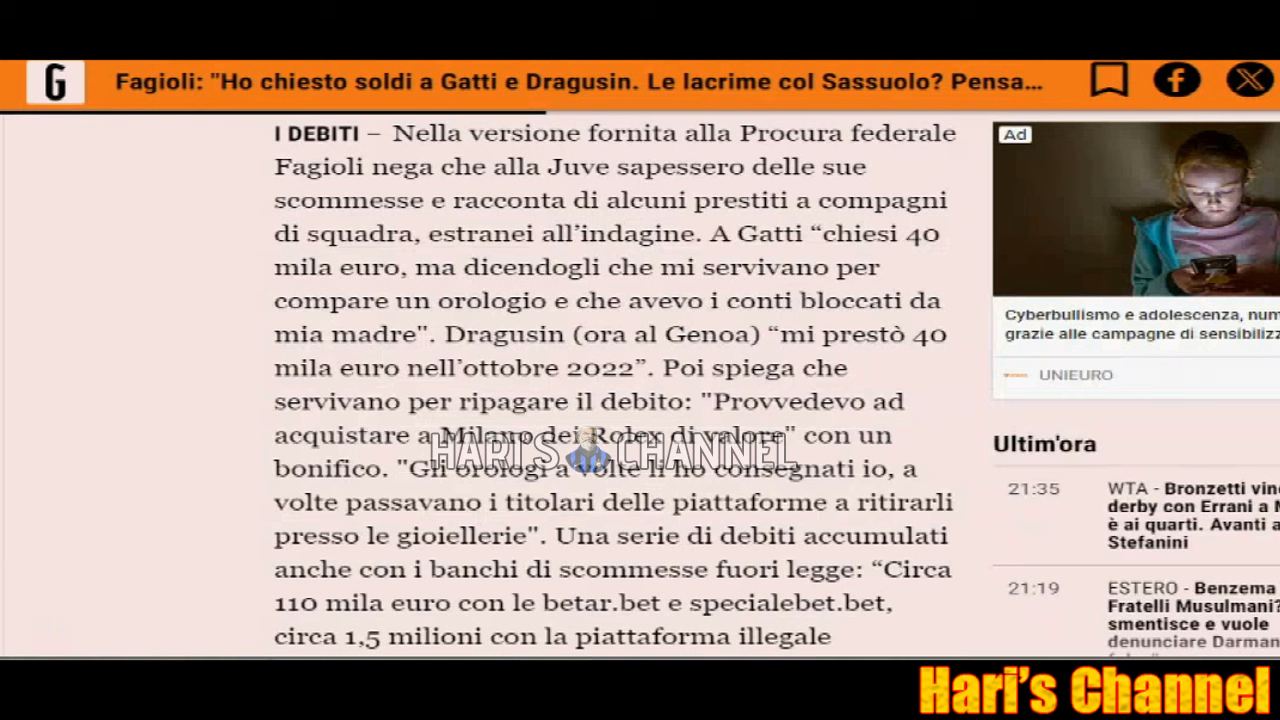 G
Fagioli: "Ho chiesto soldi a Gatti e Dragusin. Le lacrime col Sassuolo? Pensa...
I DEBITI – Nella versione fornita alla Procura federale
Fagioli nega che alla Juve sapessero delle sue
scommesse e racconta di alcuni prestiti a compagni
di squadra, estranei all'indagine. A Gatti “chiesi 40
mila euro, ma dicendogli che mi servivano per
compare un orologio e che avevo i conti bloccati da
mia madre". Dragusin (ora al Genoa) “mi prestò 40
mila euro nell’ottobre 2022”. Poi spiega che
servivano per ripagare il debito: "Provvedevo ad
acquistare a Milano dei Rolex di valore" con un
bonifico. "Gli orologi a volte li ho consegnati io, a
volte passavano i titolari delle piattaforme a ritirarli
presso le gioiellerie". Una serie di debiti accumulati
anche con i banchi di scommesse fuori legge: “Circa
110 mila euro con le betar.bet e specialebet.bet,
circa 1,5 milioni con la piattaforma illegale
HARI'S CHANNEL
Ad
Cyberbullismo e adolescenza, num
grazie alle campagne di sensibilizz
UNIEURO
Ultim'ora
21:35
WTA - Bronzetti vinc
derby con Errani a M
è ai quarti. Avanti a
Stefanini
21:19
ESTERO - Benzema
Fratelli Musulmani?
smentisce e vuole
denunciare Darman
Hari's Channel